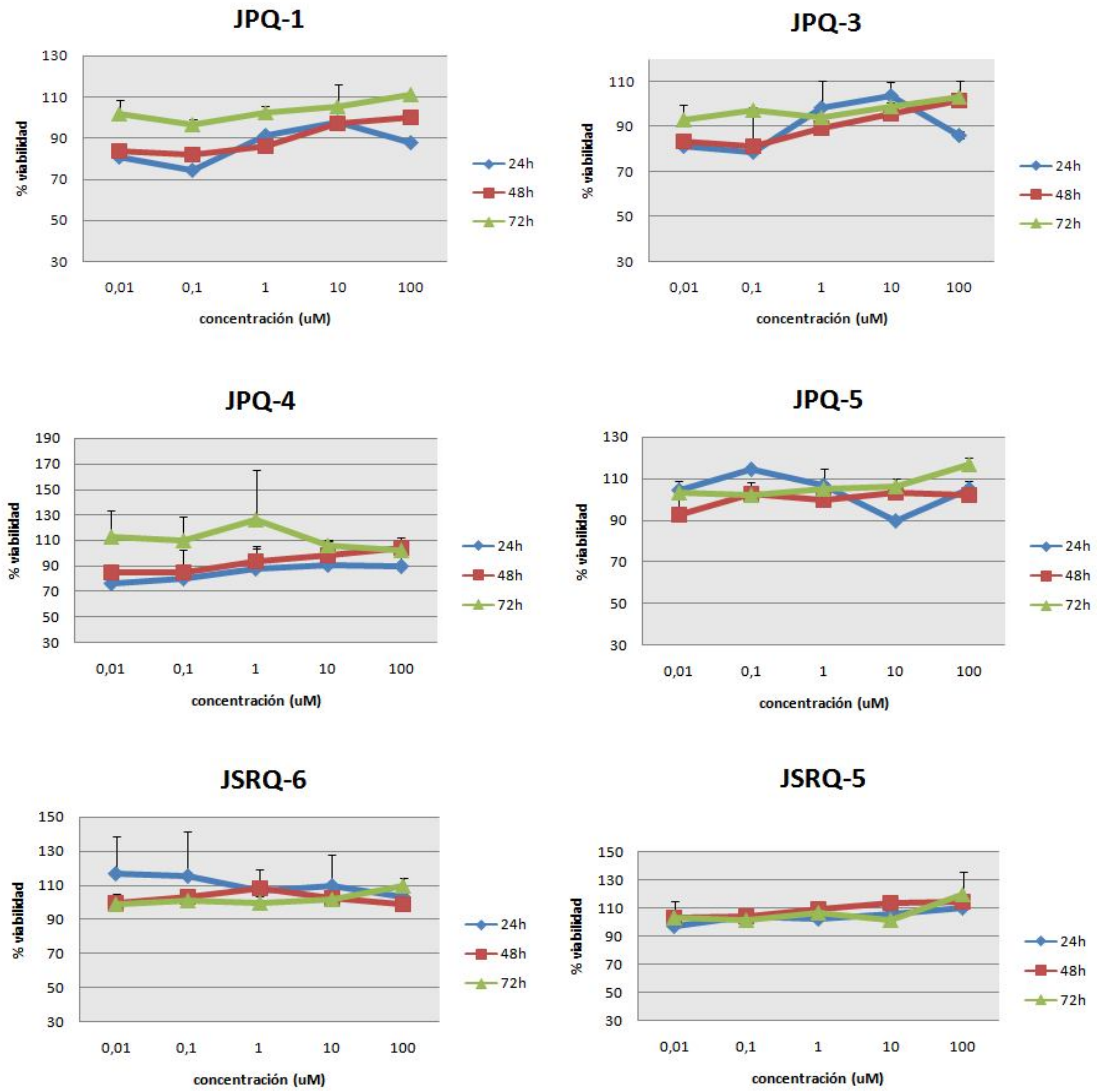 JPQ-1
130
110
90
70
50
30
% viabilidad
0,01 0,1 1 10 100
concentración (uM)
24h
48h
72h
JPQ-3
110
90
70
50
30
% viabilidad
0,01 0,1 1 10 100
concentración (uM)
24h
48h
72h
JPQ-4
190
170
150
130
110
90
70
50
30
% viabilidad
0,01 0,1 1 10 100
concentración (uM)
24h
48h
72h
JPQ-5
130
110
90
70
50
30
% viabilidad
0,01 0,1 1 10 100
concentración (uM)
24h
48h
72h
JSRQ-6
150
130
110
90
70
50
30
% viabilidad
0,01 0,1 1 10 100
concentración (uM)
24h
48h
72h
JSRQ-5
150
130
110
90
70
50
30
% viabilidad
0,01 0,1 1 10 100
concentración (uM)
24h
48h
72h